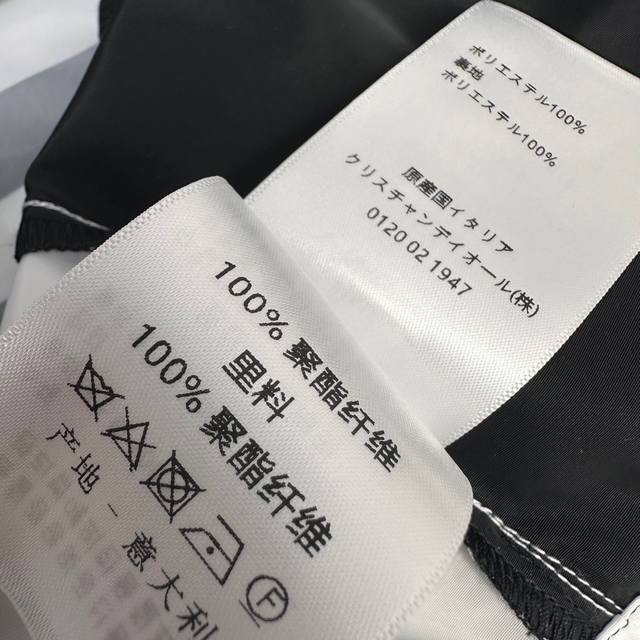 ポリエステル100%
裏地
ポリエステル100%
原産国イタリア
クリスチャンディオール(株)
0120 02 1947
100% 聚酯纤维
里料
100% 聚酯纤维
F
产地-意大利